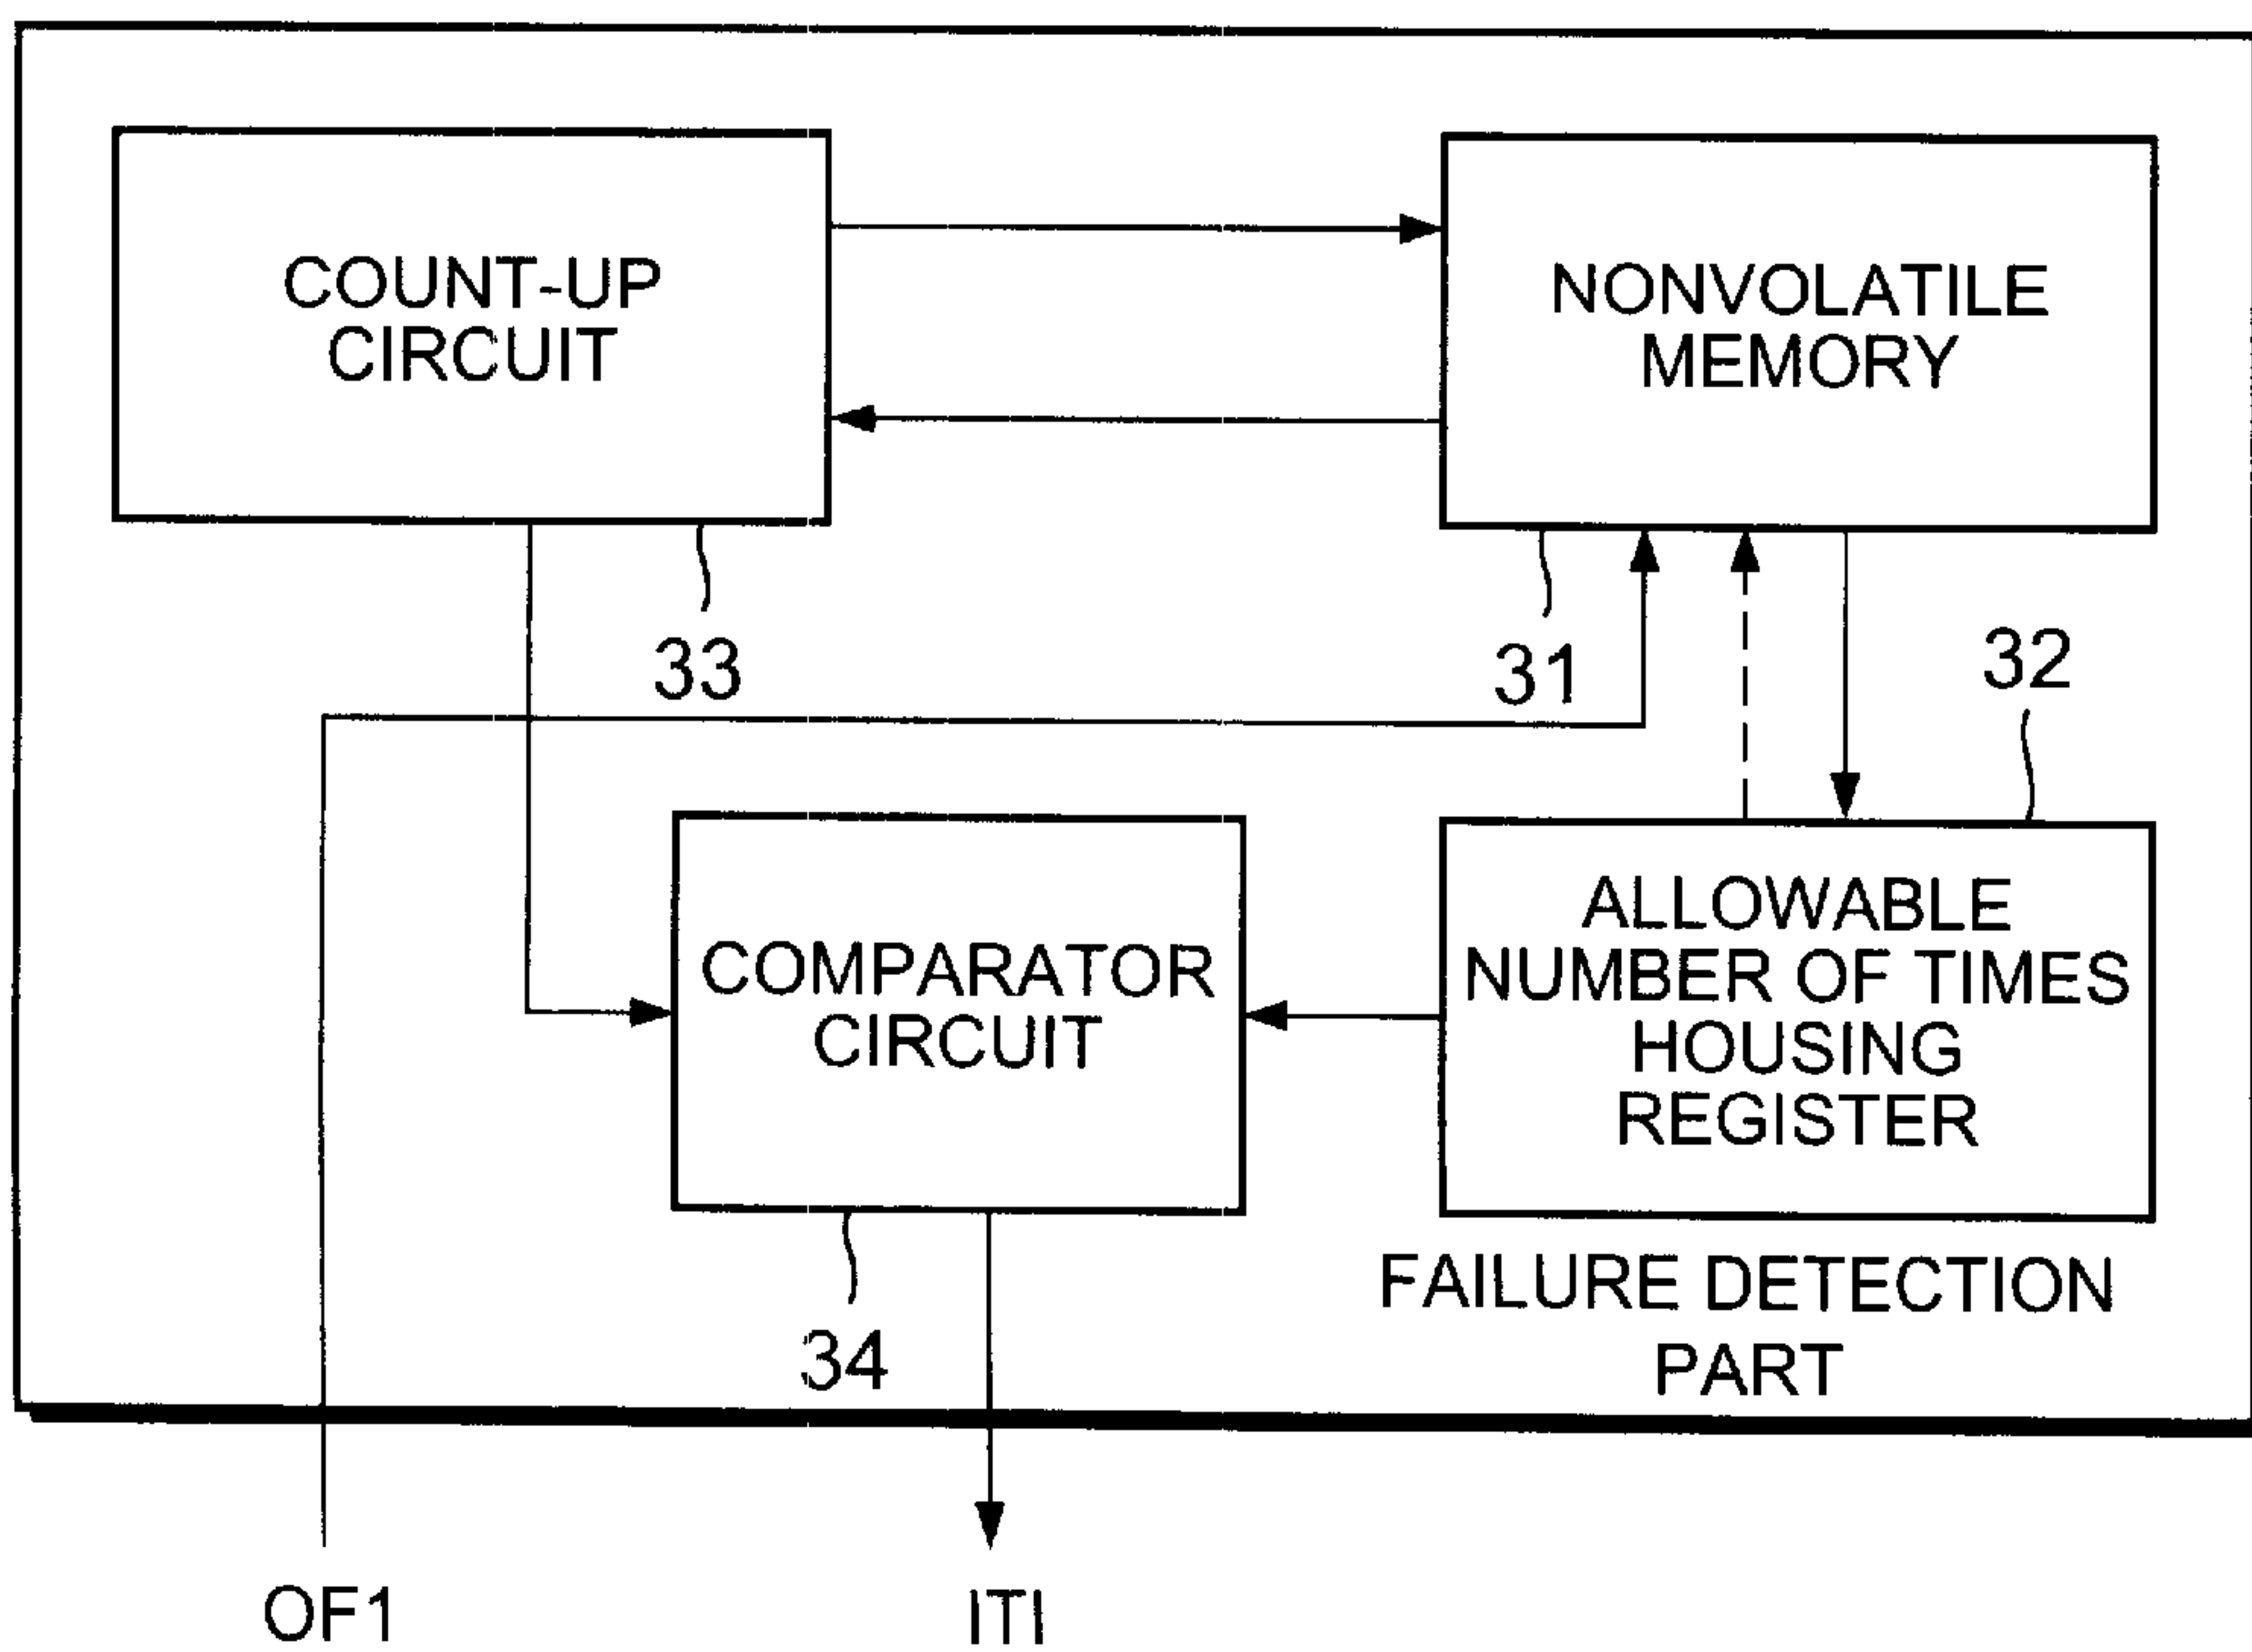 COUNT-UP
CIRCUIT
NONVOLATILE
MEMORY
33
31
32
COMPARATOR
CIRCUIT
ALLOWABLE
NUMBER OF TIMES
HOUSING
REGISTER
34
FAILURE DETECTION
PART
OF1
ITI